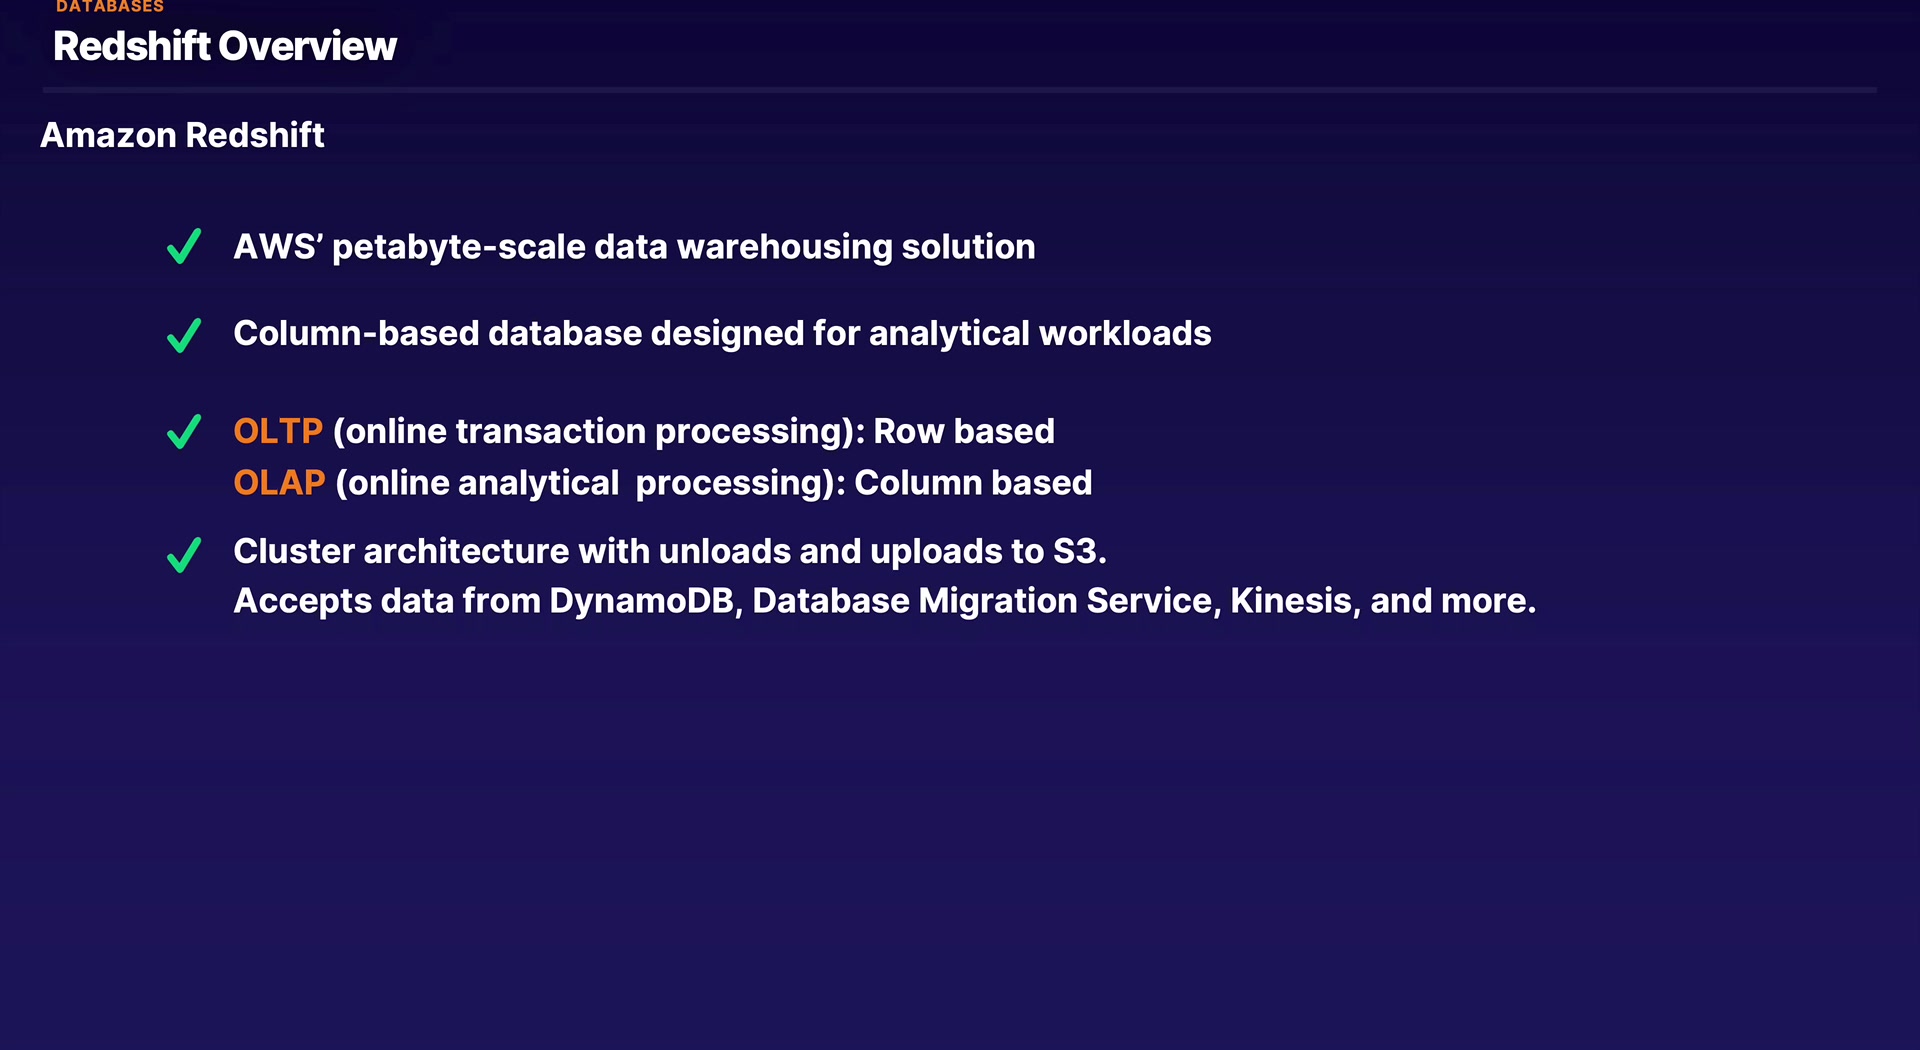 DATABASES
Redshift Overview
Amazon Redshift
AWS’ petabyte-scale data warehousing solution
Column-based database designed for analytical workloads
OLTP (online transaction processing): Row based
OLAP (online analytical  processing): Column based
Cluster architecture with unloads and uploads to S3.
Accepts data from DynamoDB, Database Migration Service, Kinesis, and more.